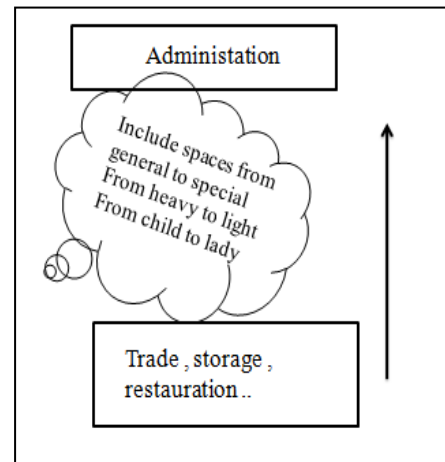 Administation
Include spaces from
general to special
From heavy to light
From child to lady
Trade , storage ,
restauration ..